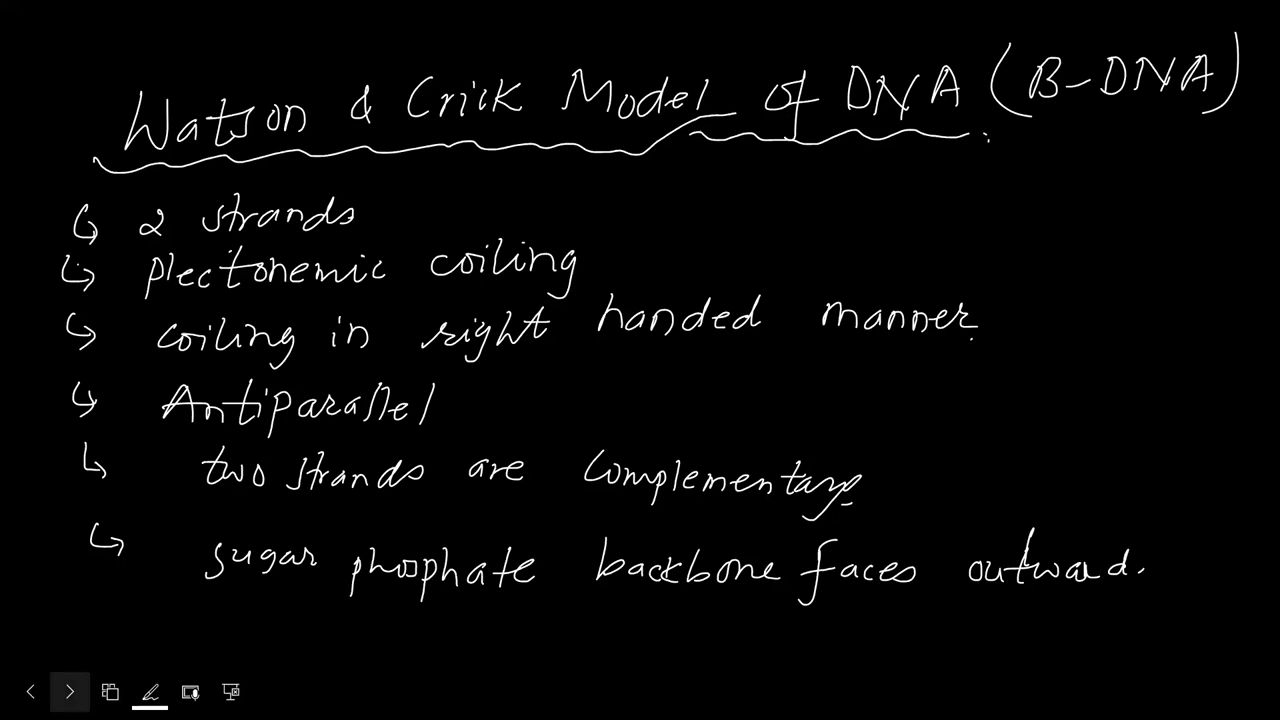 Watson & Crick Model of DNA (B-DNA)
↳ 2 strands
↳ plectonemic coiling
↳ coiling in right handed manner.
↳ Antiparallel
↳ two strands are complementary
↳ sugar phosphate backbone faces outward.